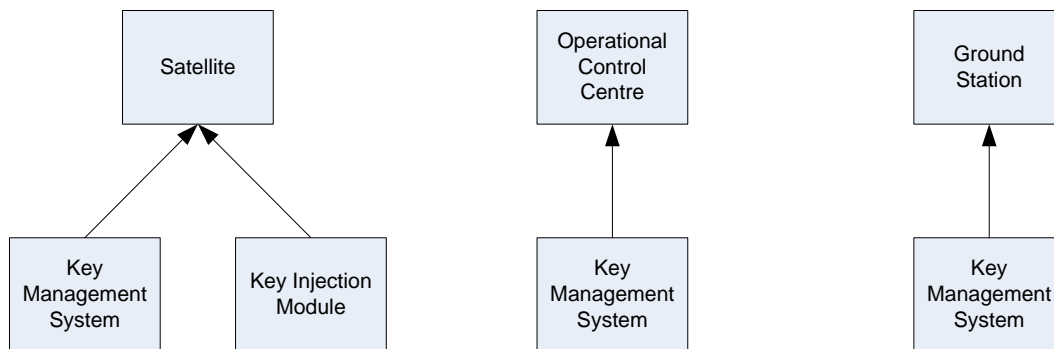 Satellite
Operational
Control
Centre
Ground
Station
Key
Management
System
Key Injection
Module
Key
Management
System
Key
Management
System